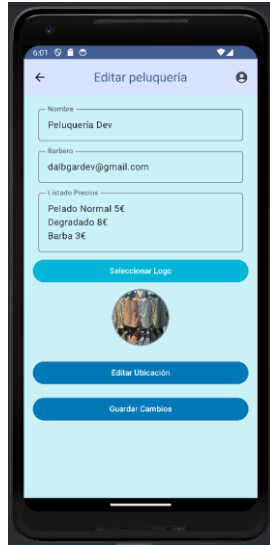 6:01
Editar peluquería
Nombre
Peluquería Dev
Barbero
dalbgardev@gmail.com
Listado Precios
Pelado Normal 5€
Degradado 8€
Barba 3€
Seleccionar Logo
Editar Ubicación
Guardar Cambios